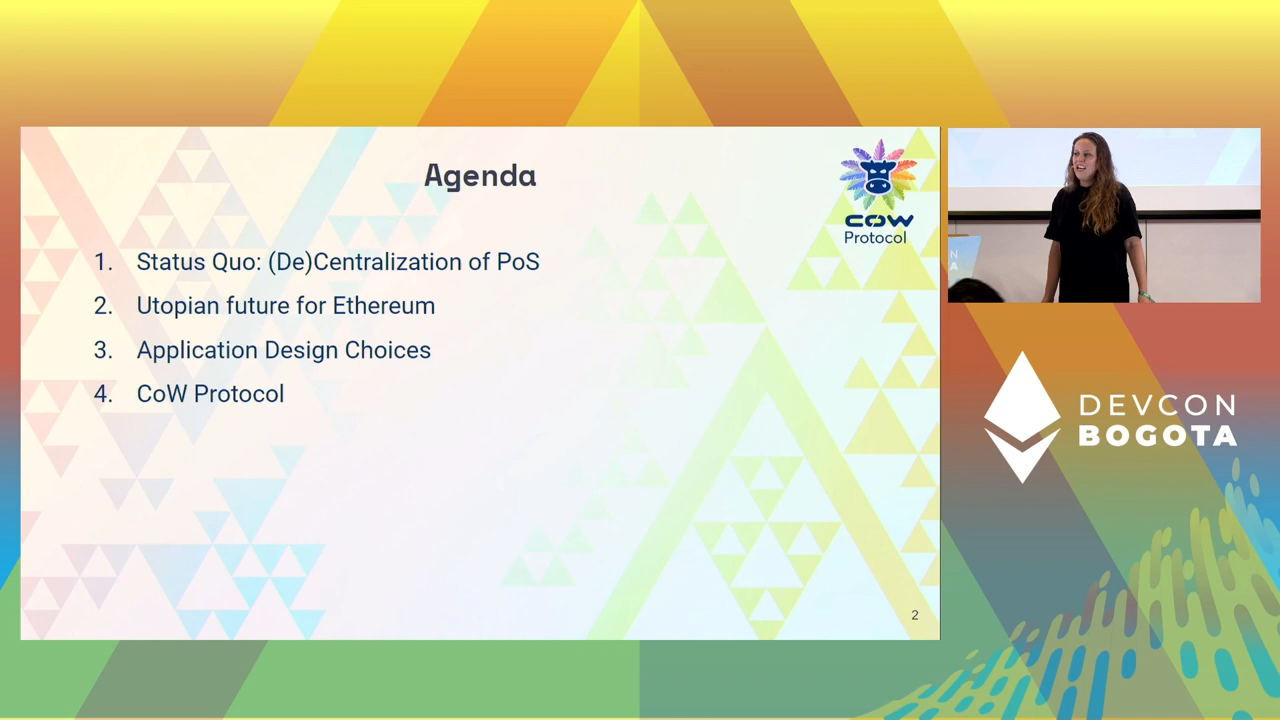 Agenda
COW
Protocol
1. Status Quo: (De)Centralization of PoS
2. Utopian future for Ethereum
3. Application Design Choices
4. CoW Protocol
2
N
A
DEVCON
BOGOTA